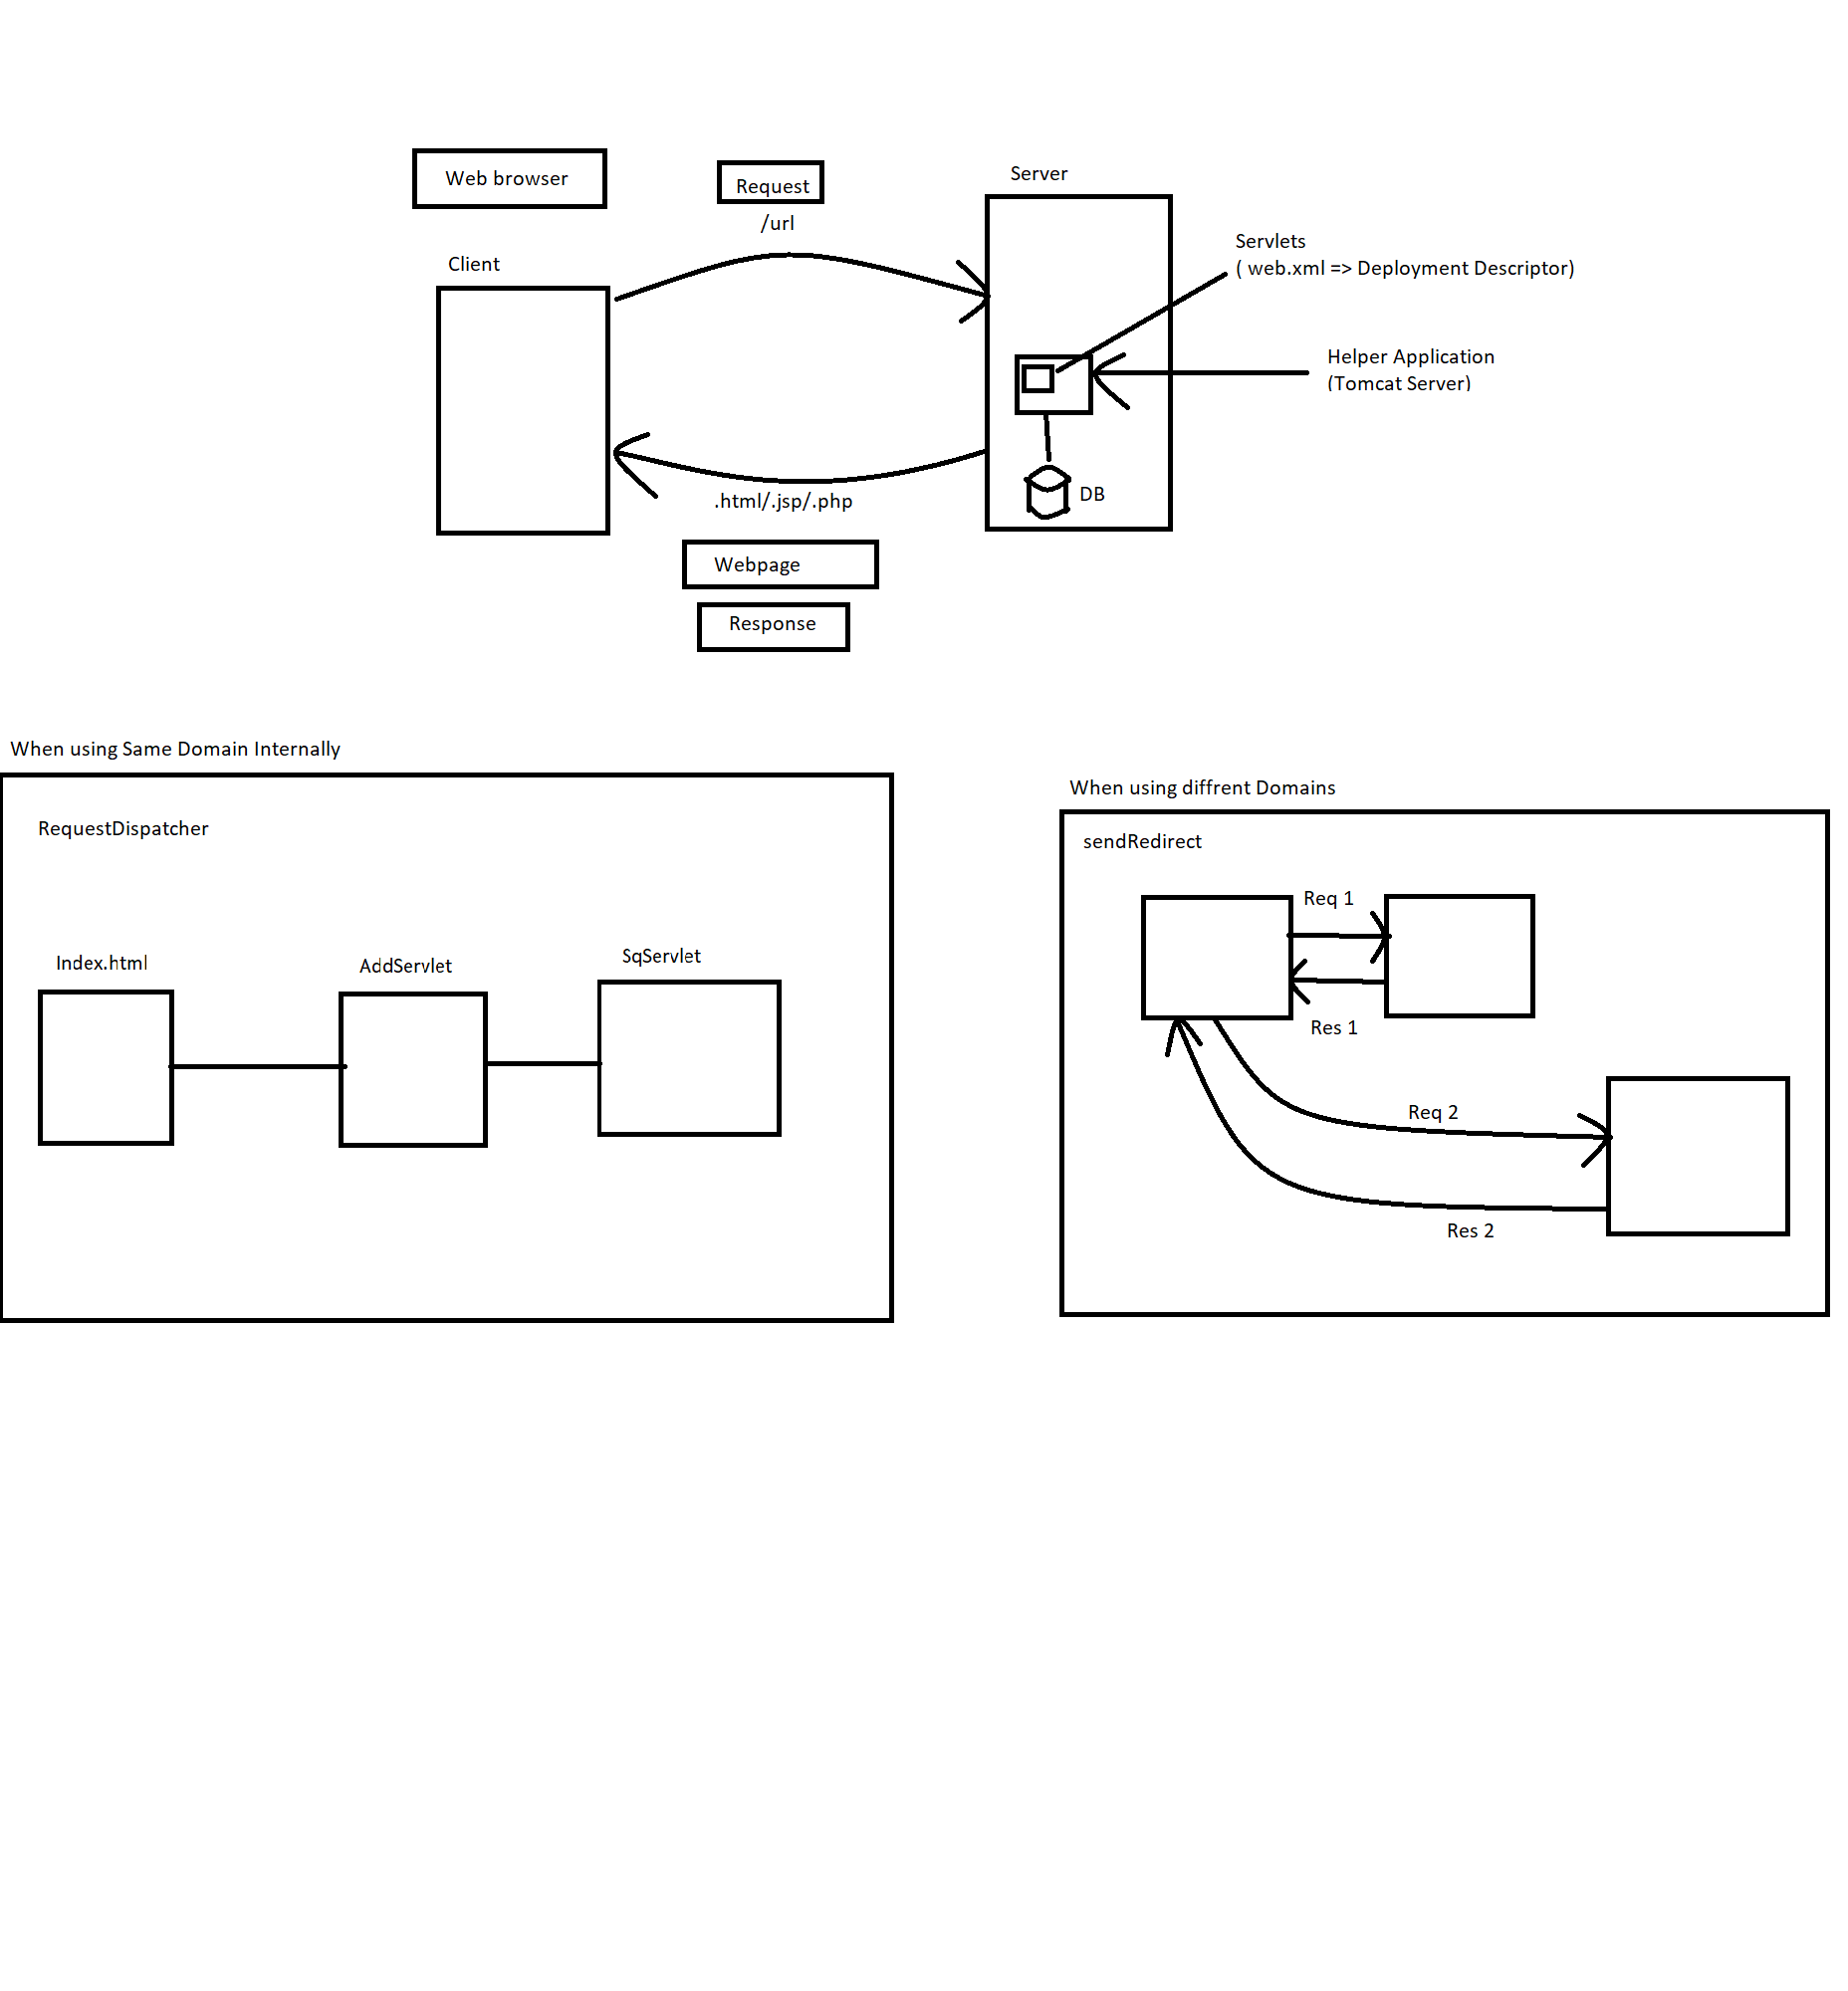 Web browser
Request
/url
Server
Client
Servlets
( web.xml => Deployment Descriptor)
Helper Application
(Tomcat Server)
.html/.jsp/.php
DB
Webpage
Response
When using Same Domain Internally
RequestDispatcher
Index.html
AddServlet
SqServlet
When using diffrent Domains
sendRedirect
Req 1
Res 1
Req 2
Res 2